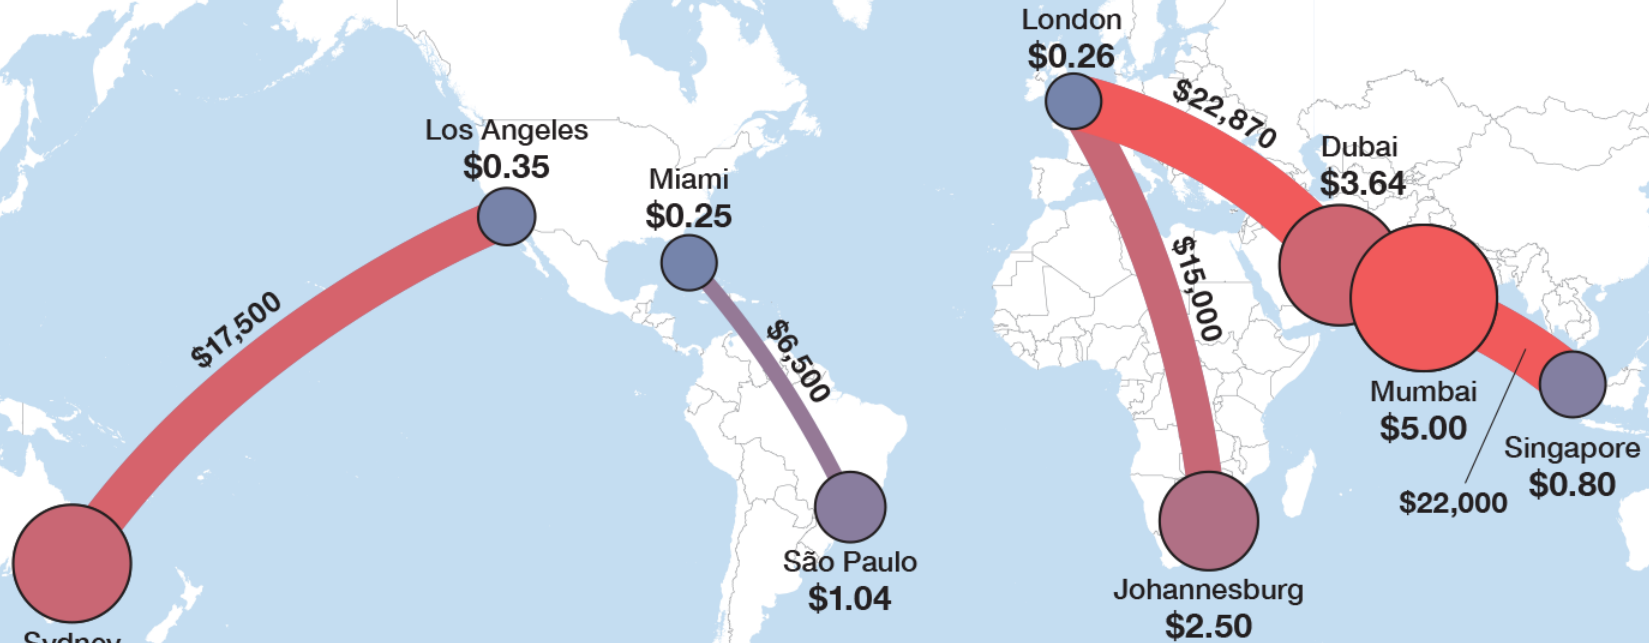 London
$0.26
$22,870
Los Angeles
$0.35
Dubai
$3.64
Miami
$0.25
$15,000
$17,500
$6,500
Mumbai
$5.00
Singapore
$0.80
$22,000
São Paulo
$1.04
Johannesburg
$2.50
Sydney